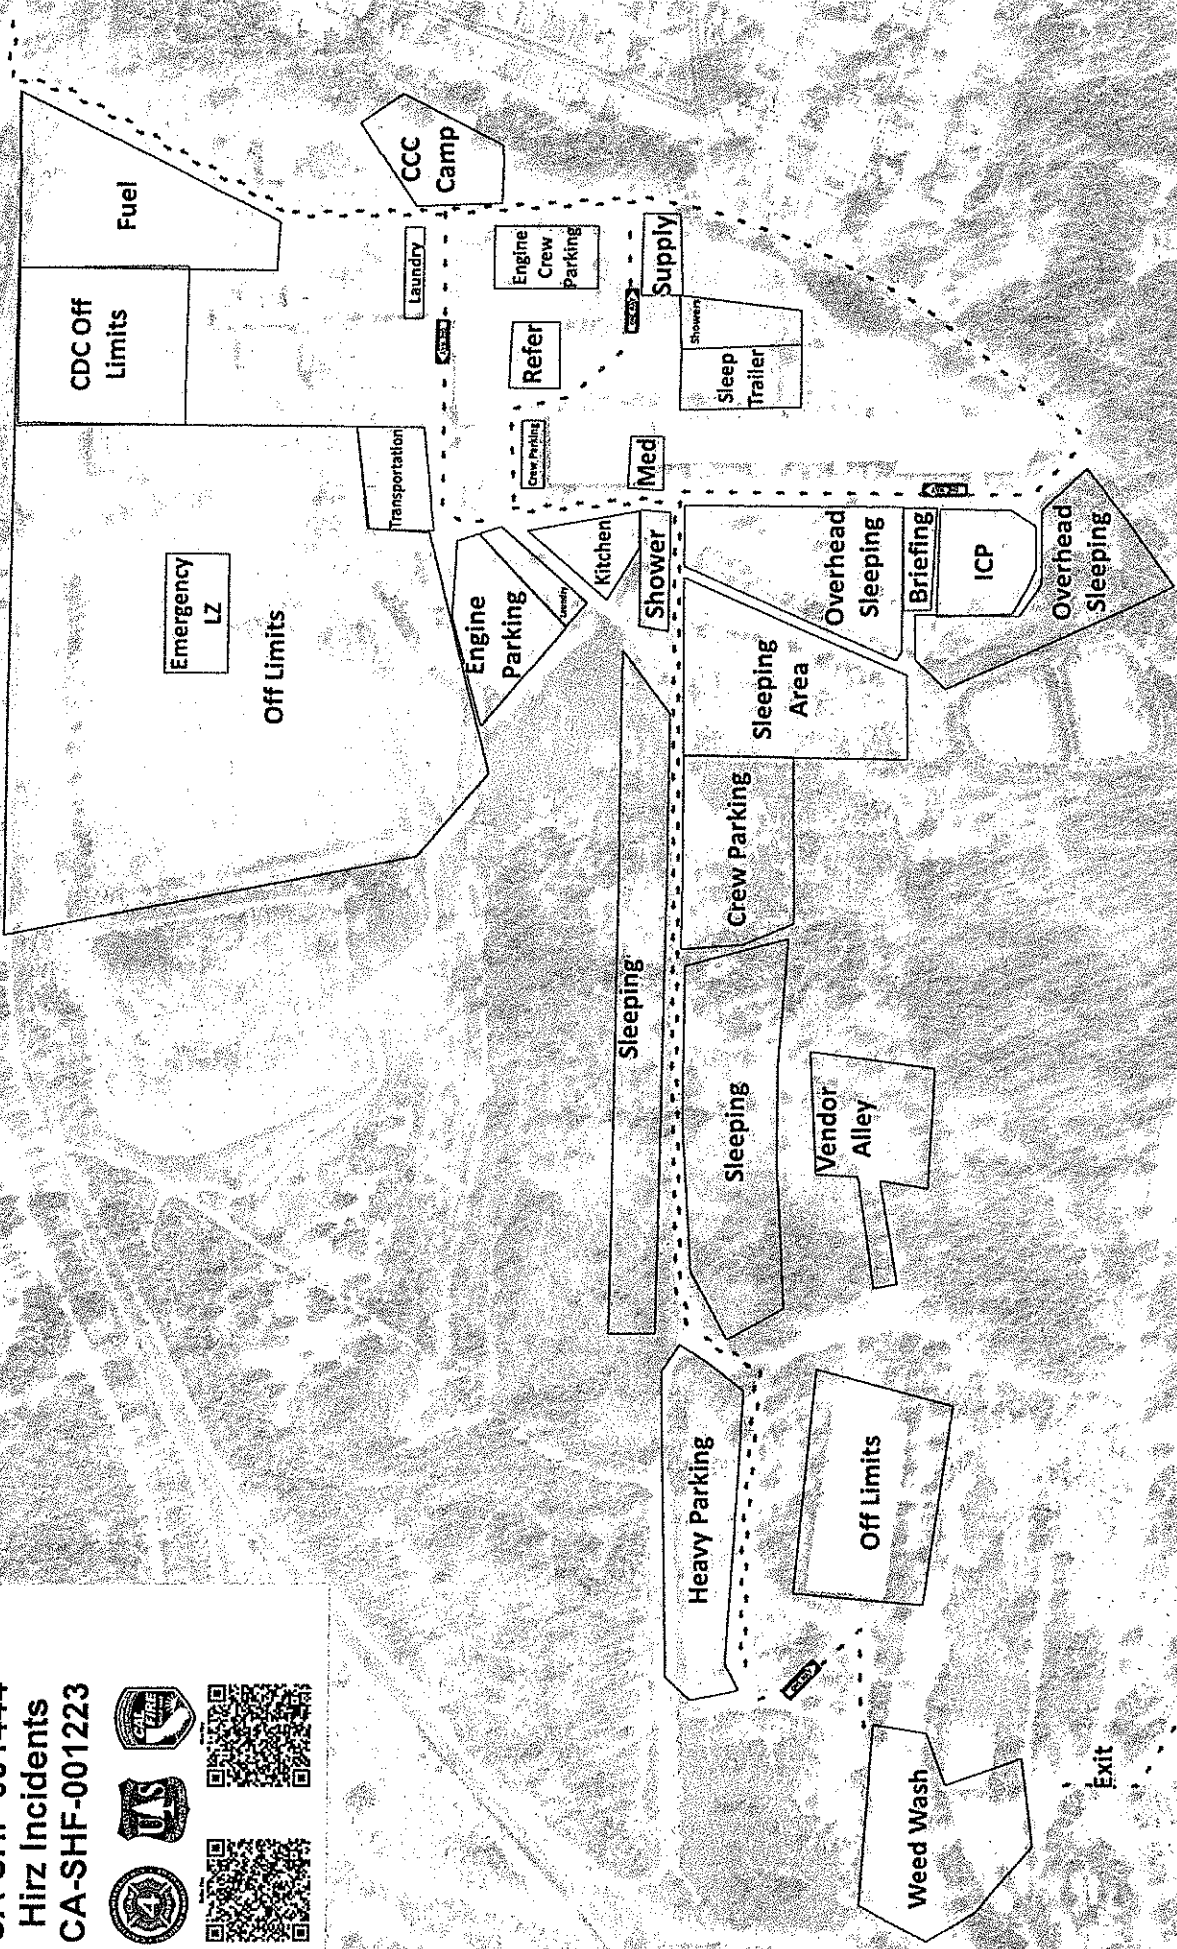 Hirz Incidents
CA-SHF-001223
Emergency
LZ
Off Limits
CDC Off
Limits
Fuel
Transportation
Laundry
CCC
Camp
Engine
Parking
Kitchen
Crew Parking
Refer
Engine
Crew
Parking
Sleeping
Shower
Med
Supply
Showers
Sleep
Trailer
Heavy Parking
Sleeping
Crew Parking
Sleeping
Area
Overhead
Sleeping
Off Limits
Vendor
Alley
Briefing
ICP
Weed Wash
Overhead
Sleeping
Exit
US
4